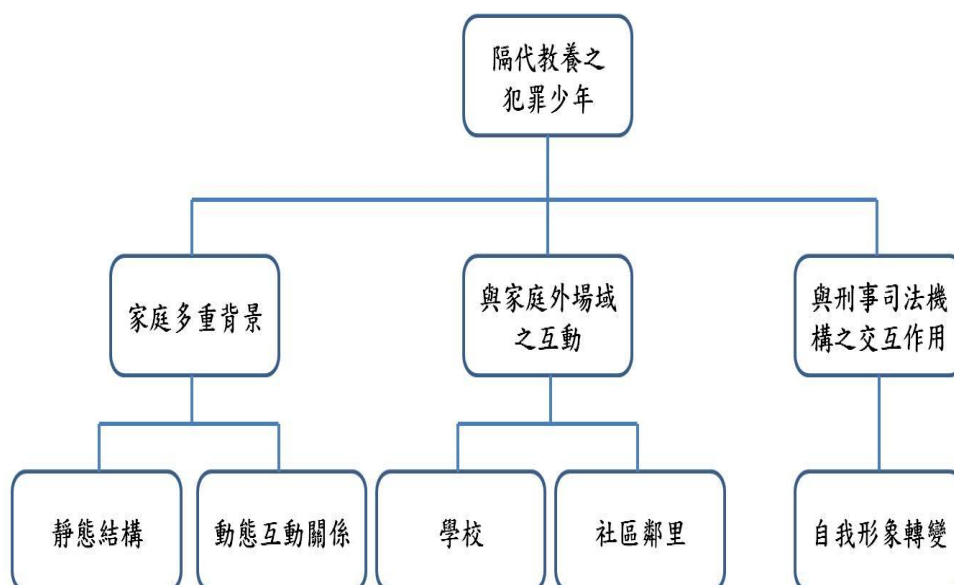 隔代教養之
犯罪少年
家庭多重背景
與家庭外場域
之互動
與刑事司法機
構之交互作用
靜態結構
動態互動關係
學校
社區鄰里
自我形象轉變